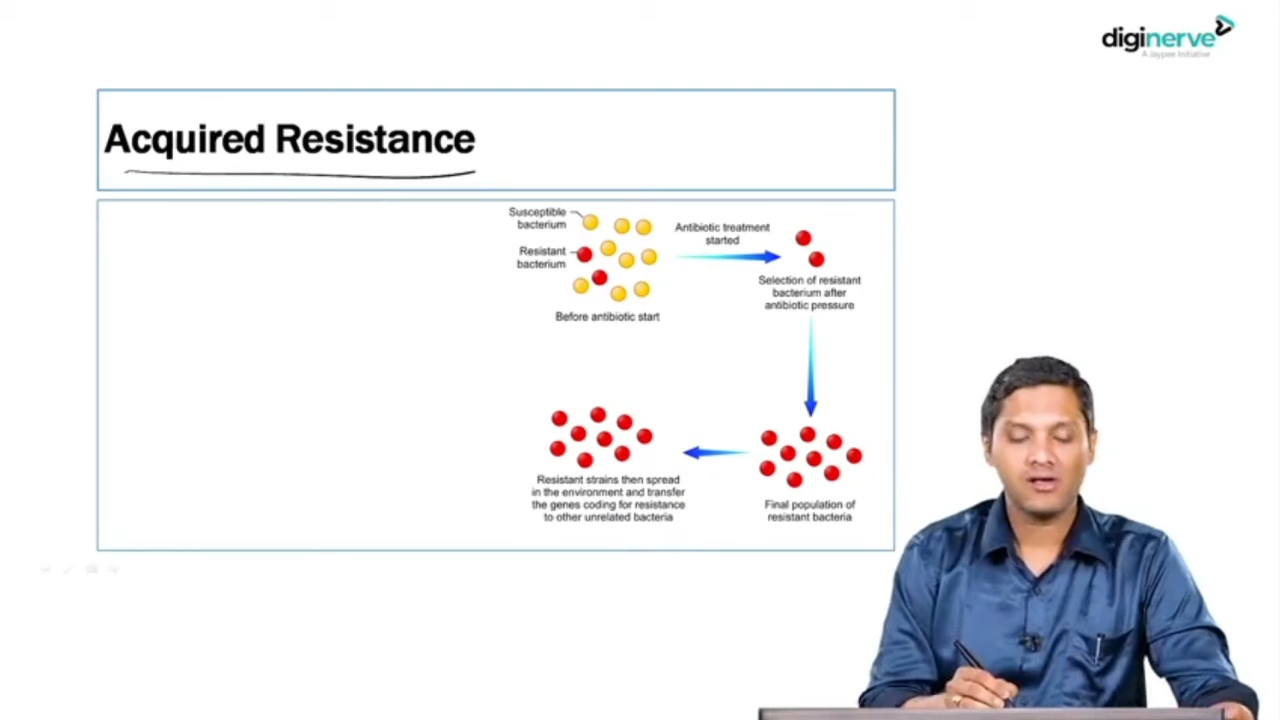 diginerve
A Jaypee Initiative
Acquired Resistance
Susceptible
bacterium
Resistant
bacterium
Before antibiotic start
Antibiotic treatment
started
Selection of resistant
bacterium after
antibiotic pressure
Final population of
resistant bacteria
Resistant strains then spread
in the environment and transfer
the genes coding for resistance
to other unrelated bacteria